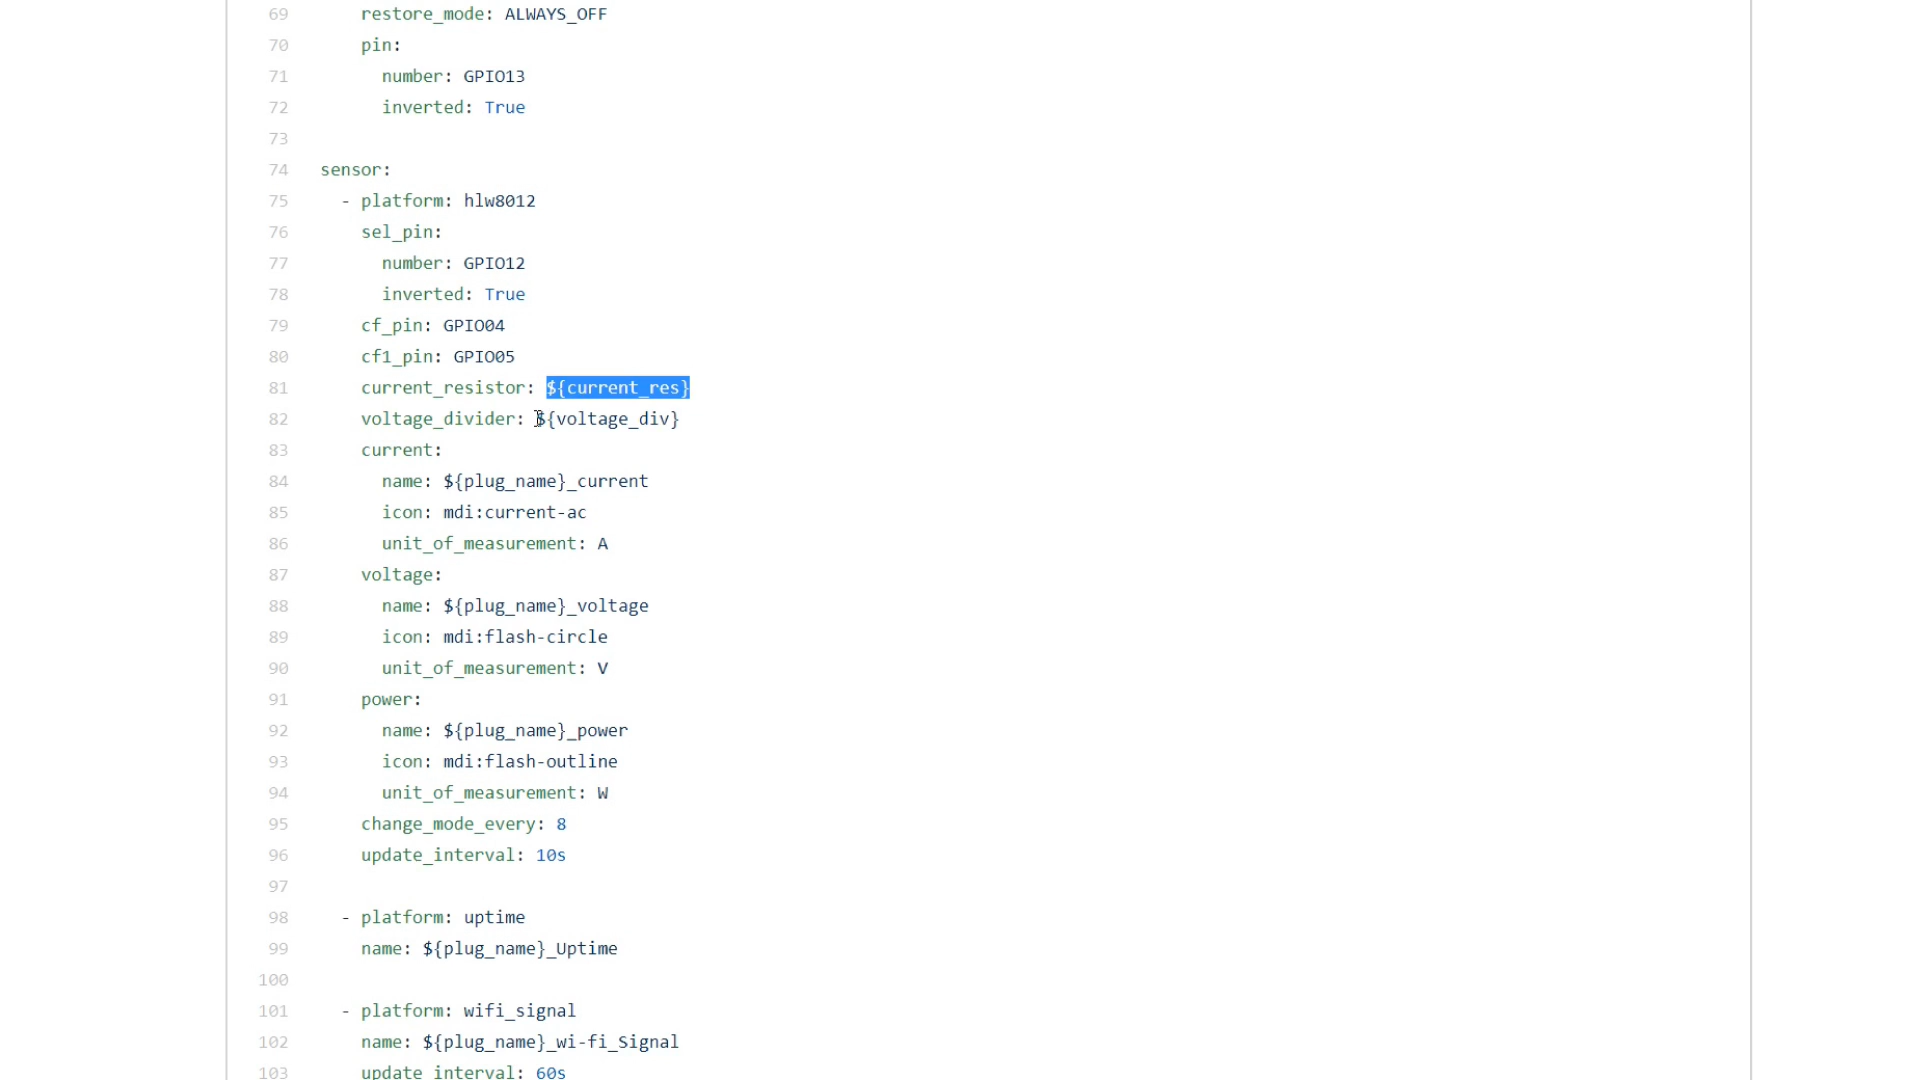 69 restore_mode: ALWAYS_OFF
70 pin:
71 number: GPIO13
72 inverted: True
73
74 sensor:
75 - platform: hlw8012
76 sel_pin:
77 number: GPIO12
78 inverted: True
79 cf_pin: GPIO04
80 cf1_pin: GPIO05
81 current_resistor: ${current_res}
82 voltage_divider: ${voltage_div}
83 current:
84 name: ${plug_name}_current
85 icon: mdi:current-ac
86 unit_of_measurement: A
87 voltage:
88 name: ${plug_name}_voltage
89 icon: mdi:flash-circle
90 unit_of_measurement: V
91 power:
92 name: ${plug_name}_power
93 icon: mdi:flash-outline
94 unit_of_measurement: W
95 change_mode_every: 8
96 update_interval: 10s
97
98 - platform: uptime
99 name: ${plug_name}_Uptime
100
101 - platform: wifi_signal
102 name: ${plug_name}_wi-fi_Signal
103 update_interval: 60s